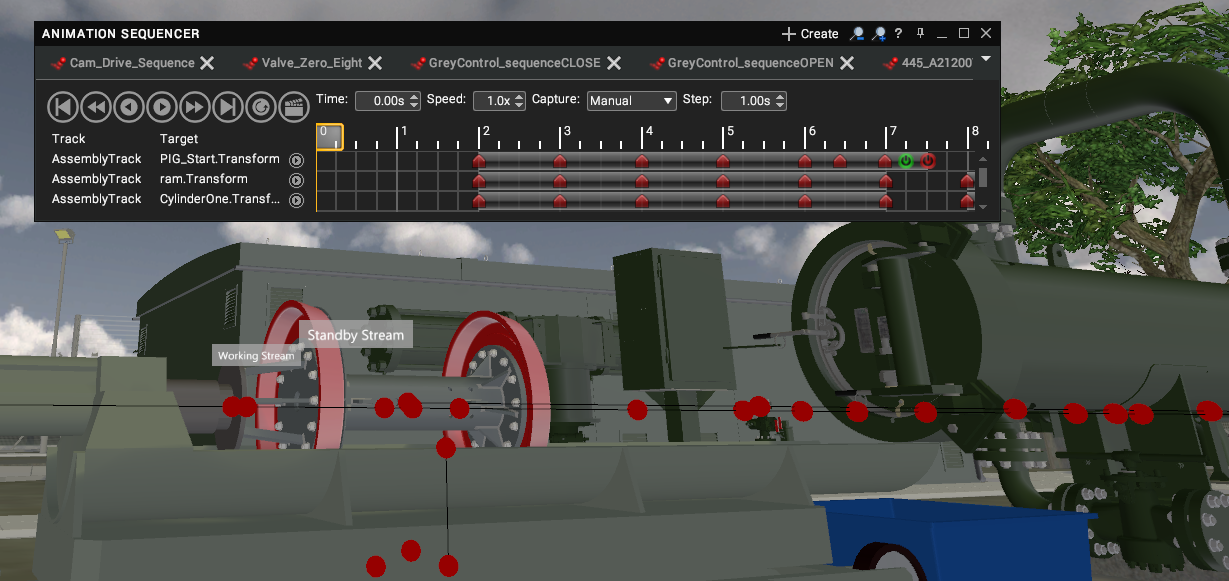 ANIMATION SEQUENCER
Create
?
Cam_Drive_Sequence
Valve_Zero_Eight
GreyControl_sequenceCLOSE
GreyControl_sequenceOPEN
445_A21200
Time: 0.00s Speed: 1.0x Capture: Manual Step: 1.00s
Track Target
0 1 2 3 4 5 6 7 8
AssemblyTrack PIG_Start.Transform
AssemblyTrack ram.Transform
AssemblyTrack CylinderOne.Transf...
Standby Stream
Working Stream